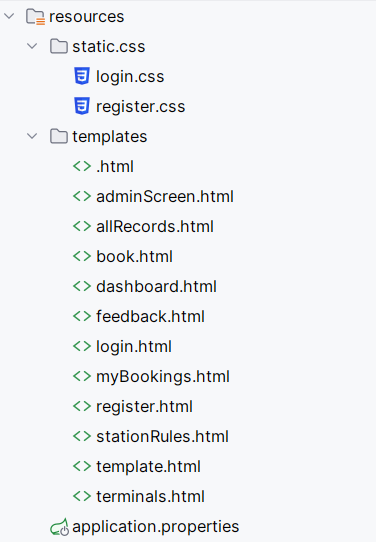 resources
static.css
login.css
register.css
templates
.html
adminScreen.html
allRecords.html
book.html
dashboard.html
feedback.html
login.html
myBookings.html
register.html
stationRules.html
template.html
terminals.html
application.properties